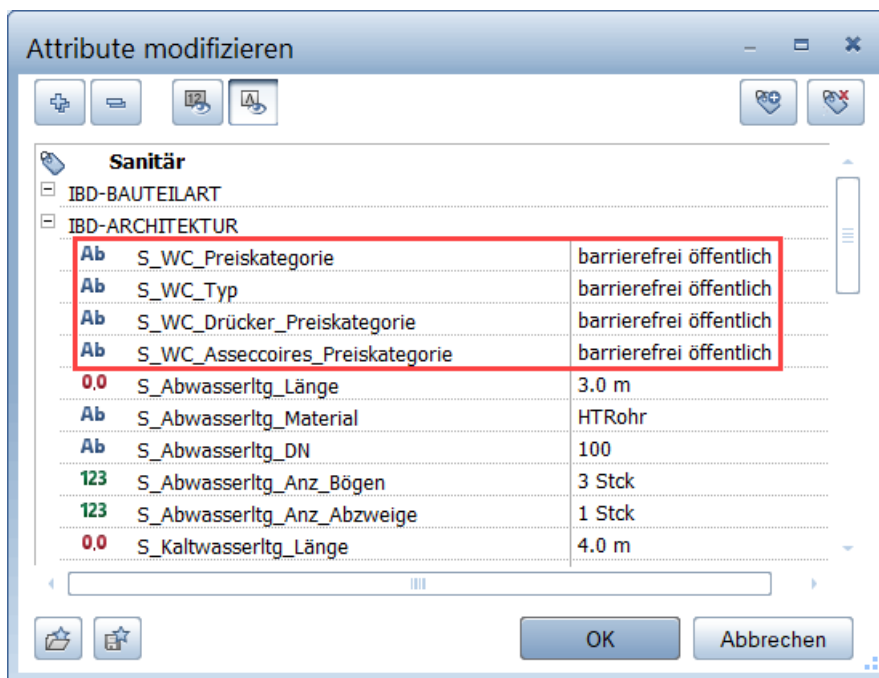 Attribute modifizieren
Sanitär
IBD-BAUTEILART
IBD-ARCHITEKTUR
Ab S_WC_Preiskategorie barrierefrei öffentlich
Ab S_WC_Typ barrierefrei öffentlich
Ab S_WC_Drücker_Preiskategorie barrierefrei öffentlich
Ab S_WC_Asseccoires_Preiskategorie barrierefrei öffentlich
0,0 S_Abwasserltg_Länge 3.0 m
Ab S_Abwasserltg_Material HTRohr
Ab S_Abwasserltg_DN 100
123 S_Abwasserltg_Anz_Bögen 3 Stck
123 S_Abwasserltg_Anz_Abzweige 1 Stck
0,0 S_Kaltwasserltg_Länge 4.0 m
OK Abbrechen